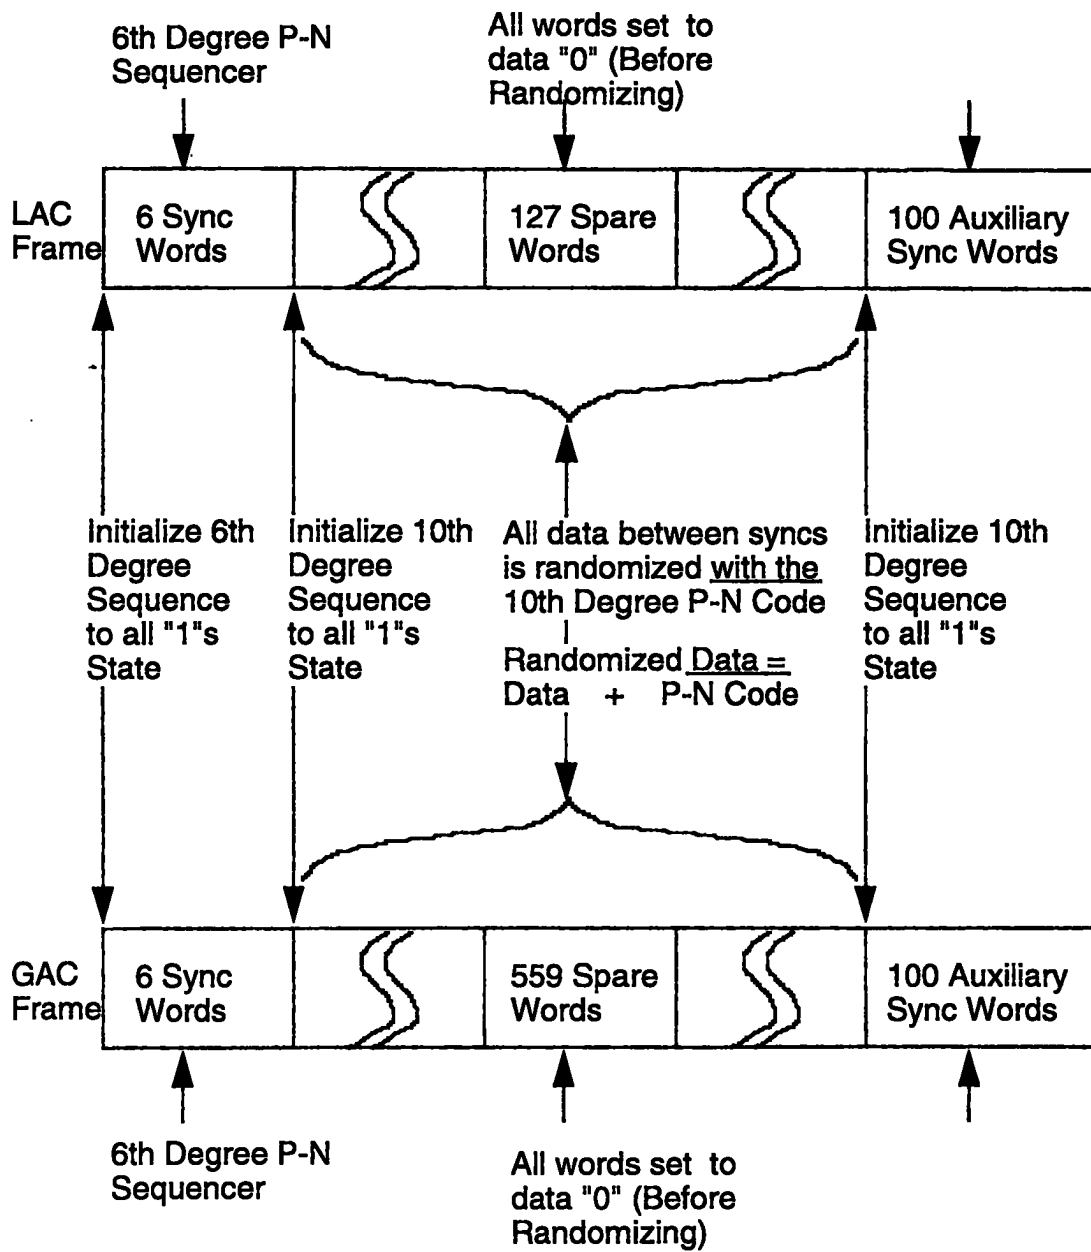 6th Degree P-N
Sequencer
All words set to
data "0" (Before
Randomizing)
LAC
Frame
6 Sync
Words
127 Spare
Words
100 Auxiliary
Sync Words
Initialize 6th
Degree
Sequence
to all "1"s
State
Initialize 10th
Degree
Sequence
to all "1"s
State
All data between syncs
is randomized with the
10th Degree P-N Code
Randomized Data =
Data + P-N Code
Initialize 10th
Degree
Sequence
to all "1"s
State
GAC
Frame
6 Sync
Words
559 Spare
Words
100 Auxiliary
Sync Words
6th Degree P-N
Sequencer
All words set to
data "0" (Before
Randomizing)